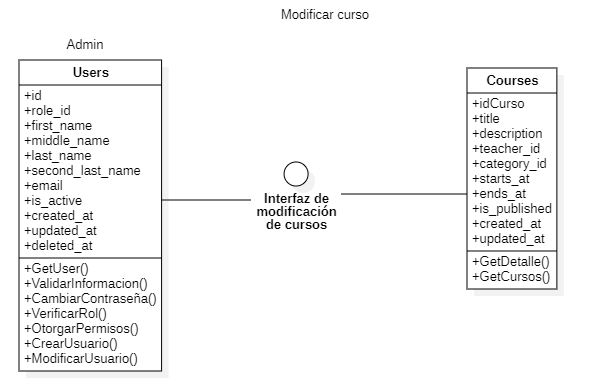 Modificar curso
Admin
Users
+id
+role_id
+first_name
+middle_name
+last_name
+second_last_name
+email
+is_active
+created_at
+updated_at
+deleted_at
+GetUser()
+ValidarInformacion()
+CambiarContraseña()
+VerificarRol()
+OtorgarPermisos()
+CrearUsuario()
+ModificarUsuario()
Interfaz de
modificación
de cursos
Courses
+idCurso
+title
+description
+teacher_id
+category_id
+starts_at
+ends_at
+is_published
+created_at
+updated_at
+GetDetalle()
+GetCursos()